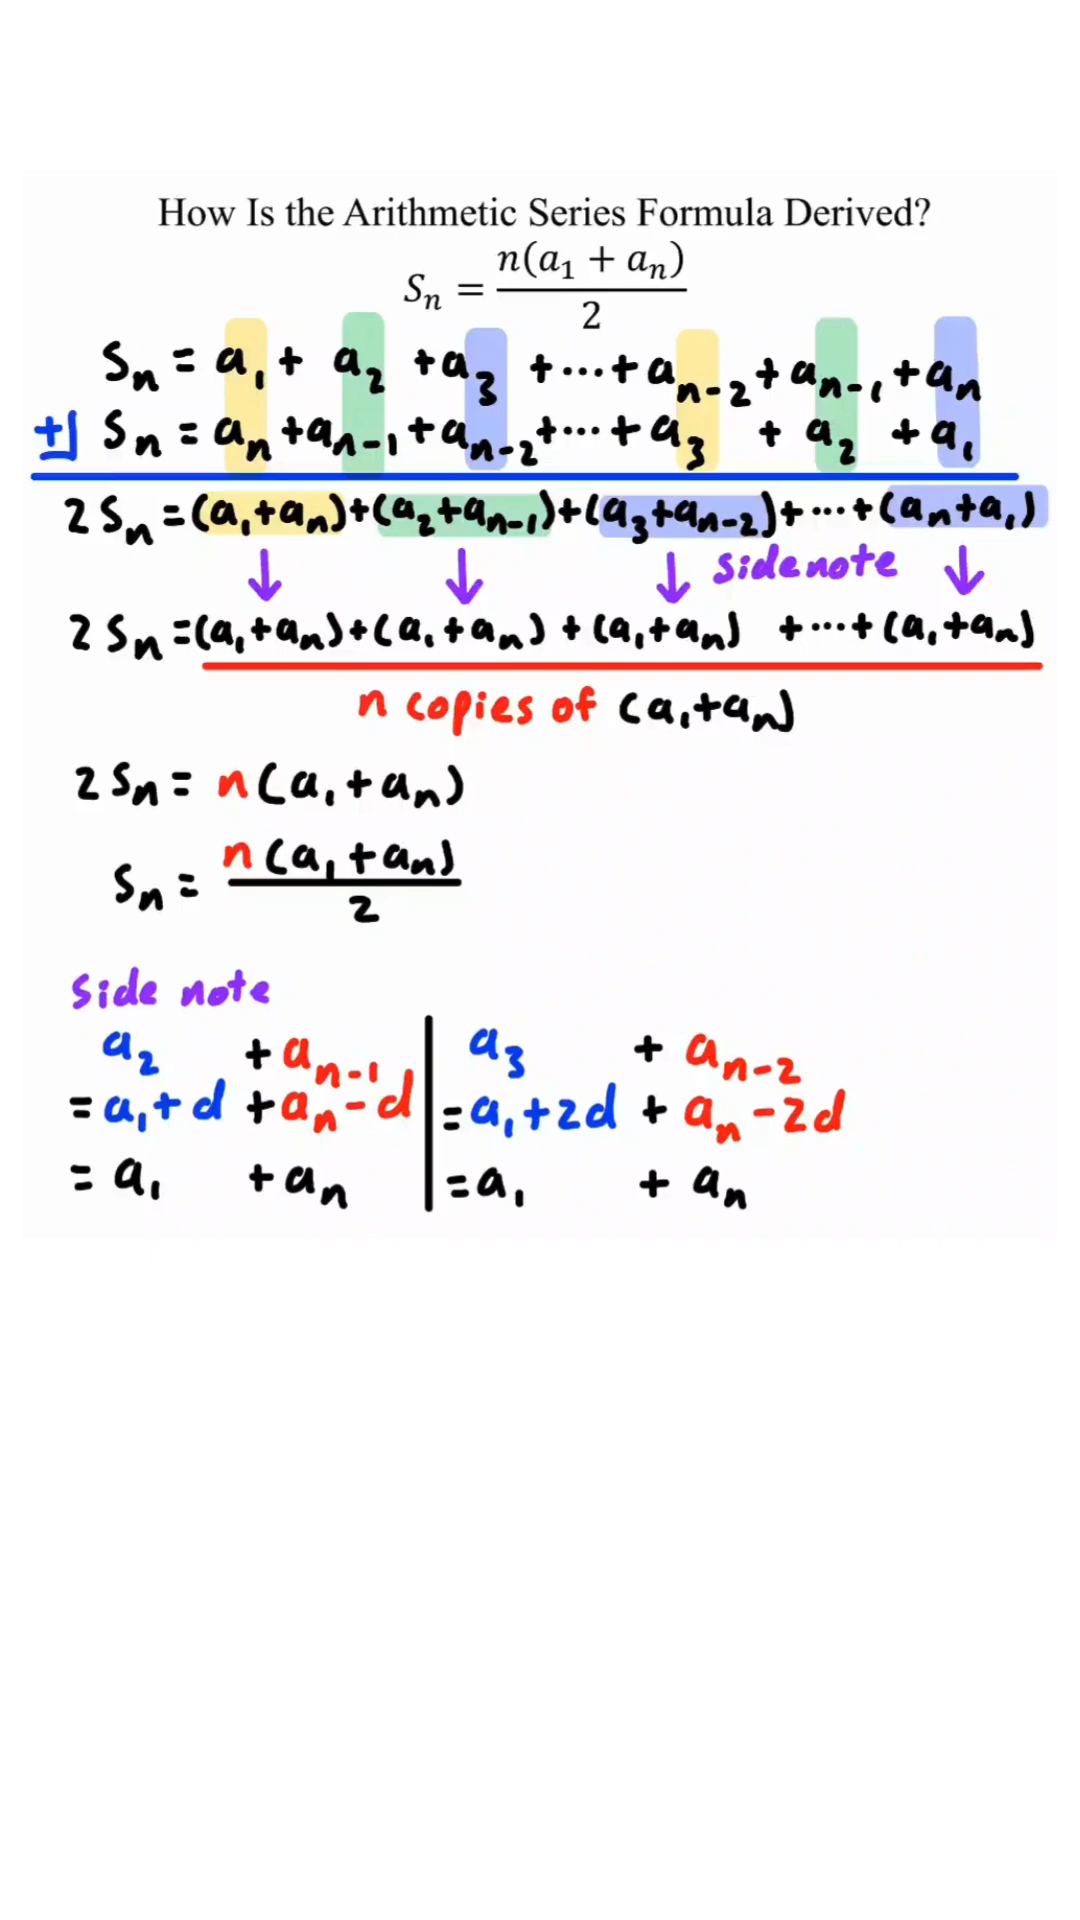 How Is the Arithmetic Series Formula Derived?
Sₙ = n(a₁ + aₙ) / 2
Sₙ = a₁ + a₂ + a₃ + ··· + aₙ₋₂ + aₙ₋₁ + aₙ
+) Sₙ = aₙ + aₙ₋₁ + aₙ₋₂ + ··· + a₃ + a₂ + a₁
2Sₙ = (a₁+aₙ)+(a₂+aₙ₋₁)+(a₃+aₙ₋₂)+ ··· +(aₙ+a₁)
↓ ↓ ↓ sidenote ↓
2Sₙ = (a₁+aₙ)+(a₁+aₙ)+(a₁+aₙ) + ··· +(a₁+aₙ)
n copies of (a₁+aₙ)
2Sₙ = n(a₁+aₙ)
Sₙ = n(a₁+aₙ) / 2
Side note
a₂ + aₙ₋₁
= a₁+d + aₙ-d
= a₁ + aₙ
a₃ + aₙ₋₂
= a₁+2d + aₙ-2d
= a₁ + aₙ